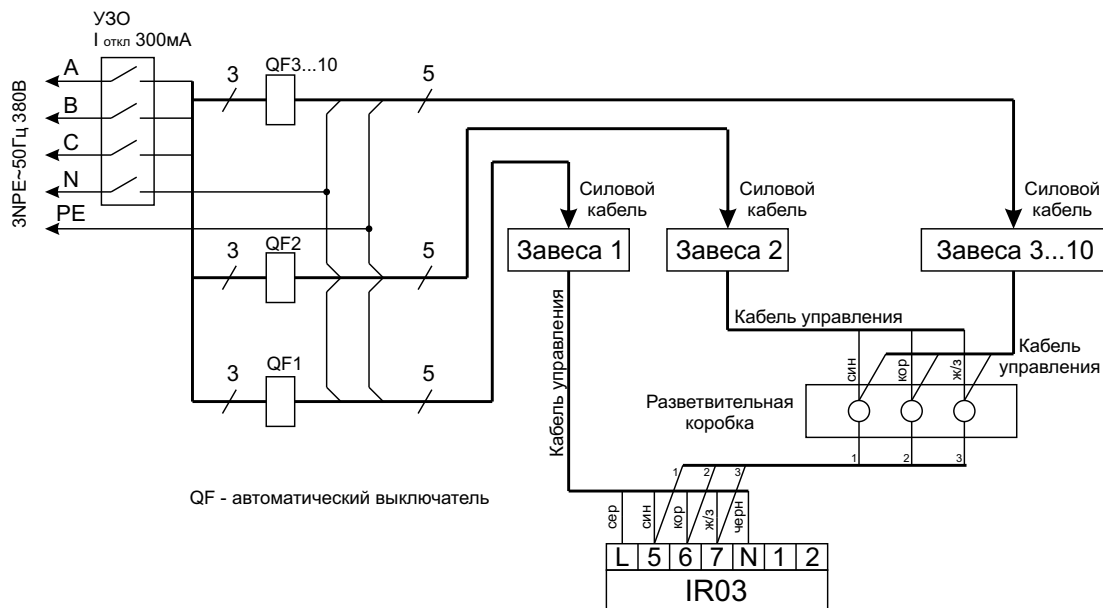 УЗО
I откл 300мА
3NPE~50Гц 380В
A
B
C
N
PE
3
QF3...10
5
3
QF2
5
3
QF1
5
Силовой
кабель
Силовой
кабель
Силовой
кабель
Завеса 1
Завеса 2
Завеса 3...10
Кабель управления
Кабель управления
Кабель
управления
син
кор
ж/з
Разветвительная
коробка
1
2
3
1
2
3
QF - автоматический выключатель
сер
син
кор
ж/з
черн
L 5 6 7 N 1 2
IR03